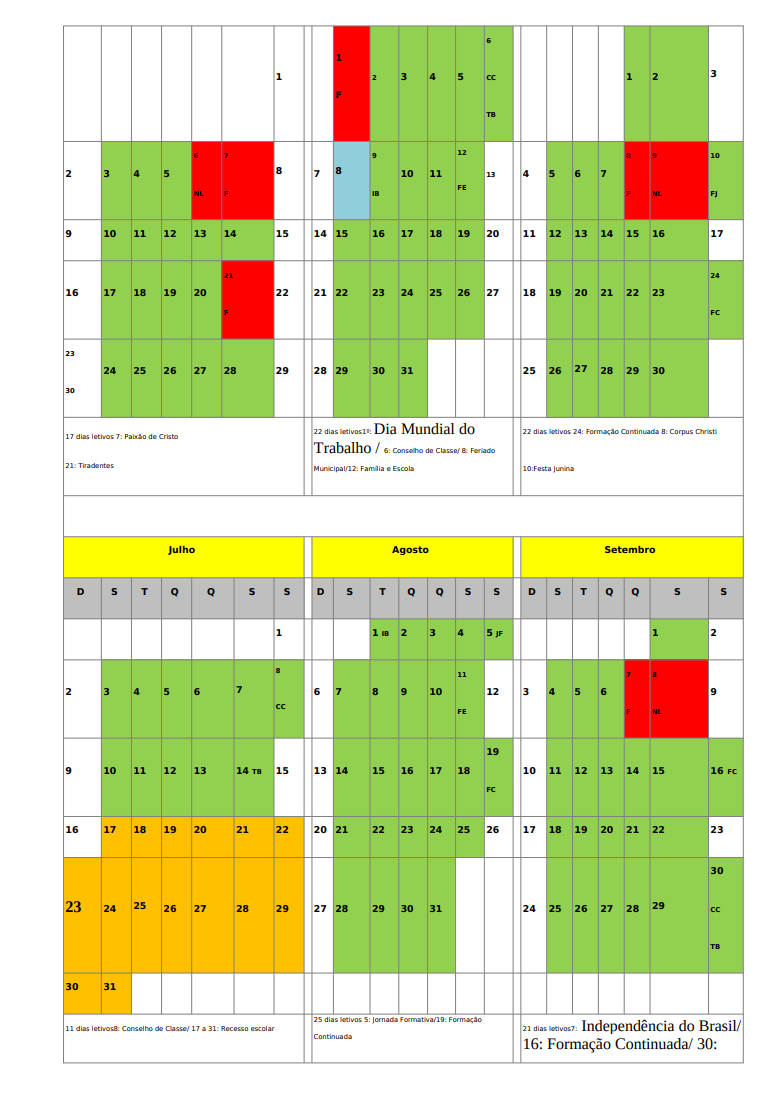 1 1 2 3 4 5 6 1 2 3
F CC
TB
2 3 4 5 6 7 8 7 8 9 10 11 12 13 4 5 6 7 8 9 10
NL F IB FE F NL FJ
9 10 11 12 13 14 15 14 15 16 17 18 19 20 11 12 13 14 15 16 17
16 17 18 19 20 21 22 21 22 23 24 25 26 27 18 19 20 21 22 23 24
F FC
23 24 25 26 27 28 29 28 29 30 31 25 26 27 28 29 30
30
17 dias letivos 7: Paixão de Cristo
21: Tiradentes
22 dias letivos1º: Dia Mundial do
Trabalho / 6: Conselho de Classe/ 8: Feriado
Municipal/12: Família e Escola
22 dias letivos 24: Formação Continuada 8: Corpus Christi
10:Festa Junina
Julho Agosto Setembro
D S T Q Q S S D S T Q Q S S D S T Q Q S S
1 1 IB 2 3 4 5 JF 1 2
2 3 4 5 6 7 8 6 7 8 9 10 11 12 3 4 5 6 7 8 9
CC FE F NL
9 10 11 12 13 14 TB 15 13 14 15 16 17 18 19 10 11 12 13 14 15 16 FC
FC
16 17 18 19 20 21 22 20 21 22 23 24 25 26 17 18 19 20 21 22 23
23 24 25 26 27 28 29 27 28 29 30 31 24 25 26 27 28 29 30
CC
TB
30 31
11 dias letivos8: Conselho de Classe/ 17 a 31: Recesso escolar
25 dias letivos 5: Jornada Formativa/19: Formação
Continuada
21 dias letivos7: Independência do Brasil/
16: Formação Continuada/ 30: